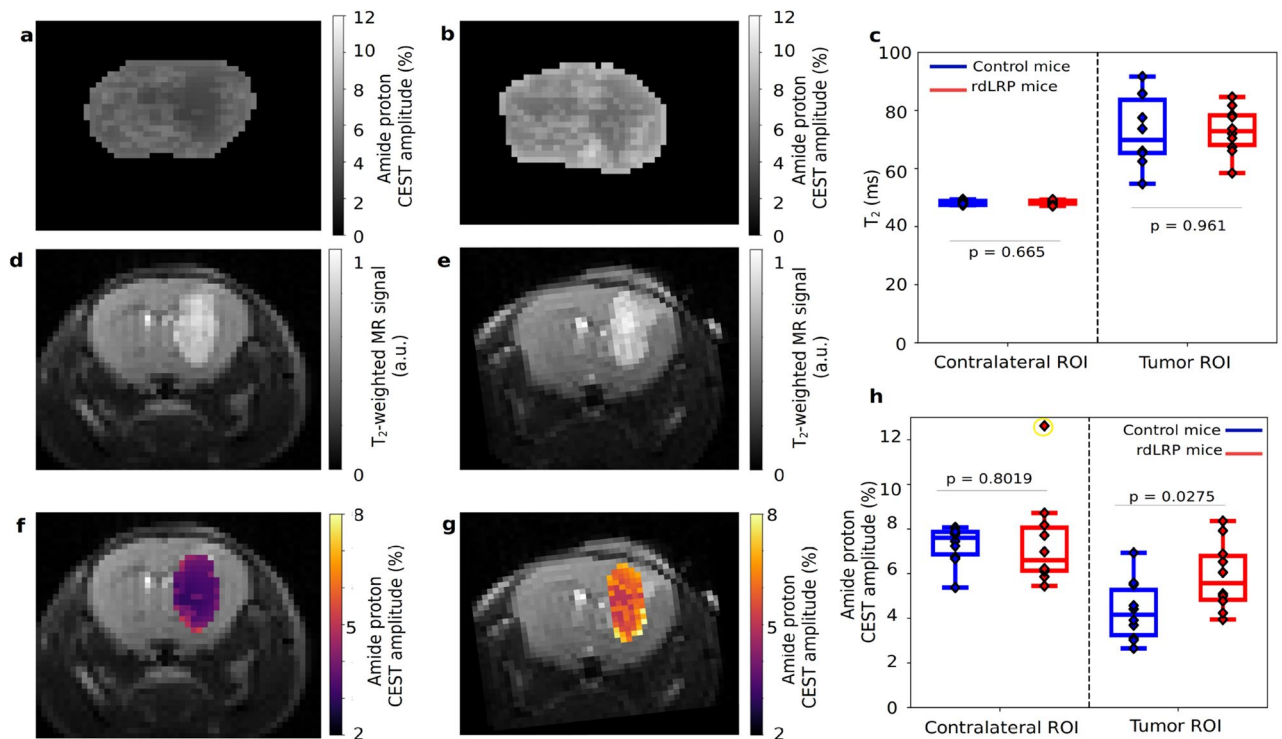 a
12
10
8
6
4
2
0
Amide proton
CEST amplitude (%)
b
12
10
8
6
4
2
0
Amide proton
CEST amplitude (%)
c
100
80
60
40
20
0
T₂ (ms)
Control mice
rdLRP mice
p = 0.665
p = 0.961
Contralateral ROI
Tumor ROI
d
1
0
T₂-weighted MR signal
(a.u.)
e
1
0
T₂-weighted MR signal
(a.u.)
f
8
5
2
Amide proton
CEST amplitude (%)
g
8
5
2
Amide proton
CEST amplitude (%)
h
12
10
8
6
4
2
0
Amide proton
CEST amplitude (%)
Control mice
rdLRP mice
p = 0.8019
p = 0.0275
Contralateral ROI
Tumor ROI